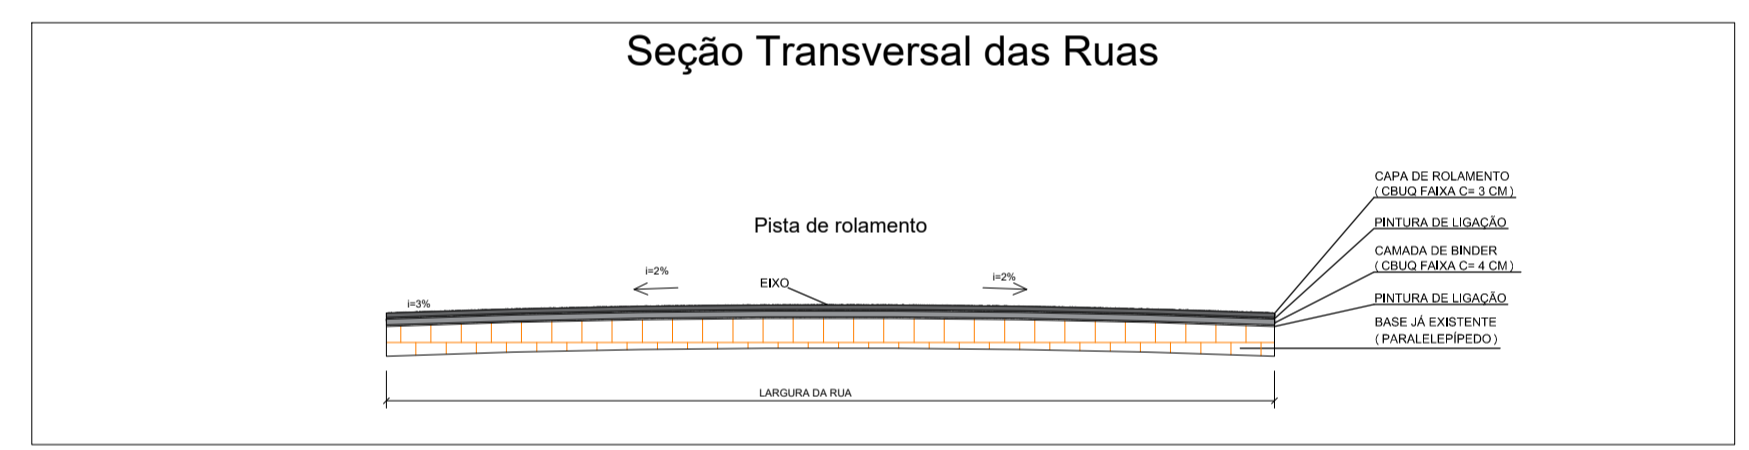 Seção Transversal das Ruas
CAPA DE ROLAMENTO
( CBUQ FAIXA C= 3 CM )
Pista de rolamento
PINTURA DE LIGAÇÃO
CAMADA DE BINDER
( CBUQ FAIXA C= 4 CM )
i=2%
i=2%
EIXO
i=3%
PINTURA DE LIGAÇÃO
BASE JÁ EXISTENTE
( PARALELEPÍPEDO )
LARGURA DA RUA